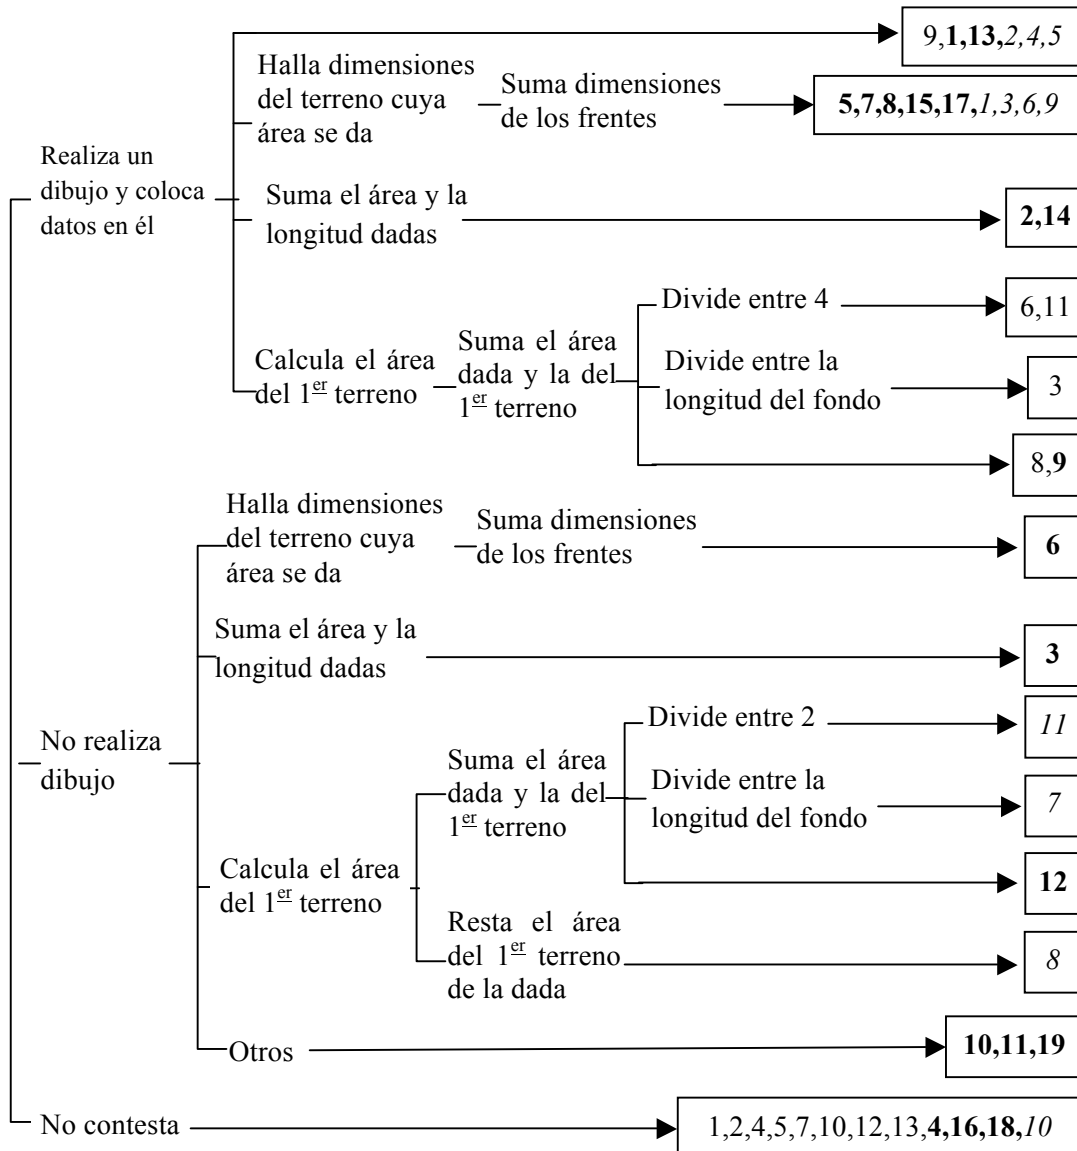 9,1,13,2,4,5
Halla dimensiones
del terreno cuya
área se da
Suma dimensiones
de los frentes
5,7,8,15,17,1,3,6,9
Realiza un
dibujo y coloca
datos en él
Suma el área y la
longitud dadas
2,14
Divide entre 4
6,11
Calcula el área
del 1er terreno
Suma el área
dada y la del
1er terreno
Divide entre la
longitud del fondo
3
8,9
Halla dimensiones
del terreno cuya
área se da
Suma dimensiones
de los frentes
6
Suma el área y la
longitud dadas
3
No realiza
dibujo
Divide entre 2
11
Suma el área
dada y la del
1er terreno
Divide entre la
longitud del fondo
7
12
Calcula el área
del 1er terreno
Resta el área
del 1er terreno
de la dada
8
Otros
10,11,19
No contesta
1,2,4,5,7,10,12,13,4,16,18,10